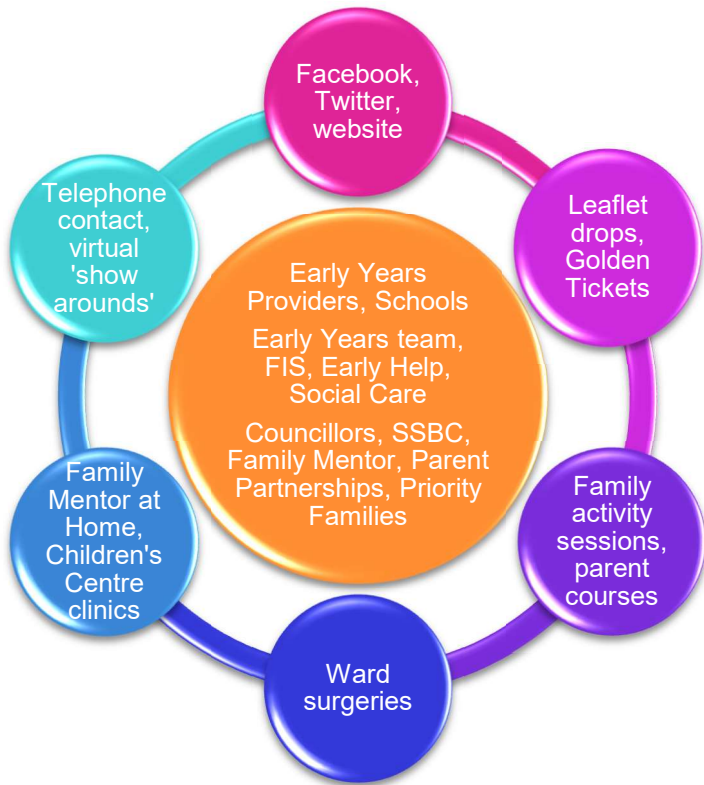 Facebook,
Twitter,
website
Leaflet
drops,
Golden
Tickets
Family
activity
sessions,
parent
courses
Ward
surgeries
Family
Mentor at
Home,
Children's
Centre
clinics
Telephone
contact,
virtual
'show
arounds'
Early Years
Providers, Schools
Early Years team,
FIS, Early Help,
Social Care
Councillors, SSBC,
Family Mentor, Parent
Partnerships, Priority
Families